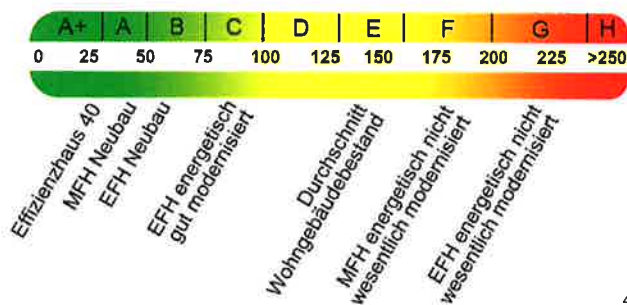 A+ A B C D E F G H
0 25 50 75 100 125 150 175 200 225 >250
Effizienzhaus 40
MFH Neubau
EFH Neubau
EFH energetisch
gut modernisiert
Durchschnitt
Wohngebäudebestand
MFH energetisch nicht
wesentlich modernisiert
EFH energetisch nicht
wesentlich modernisiert